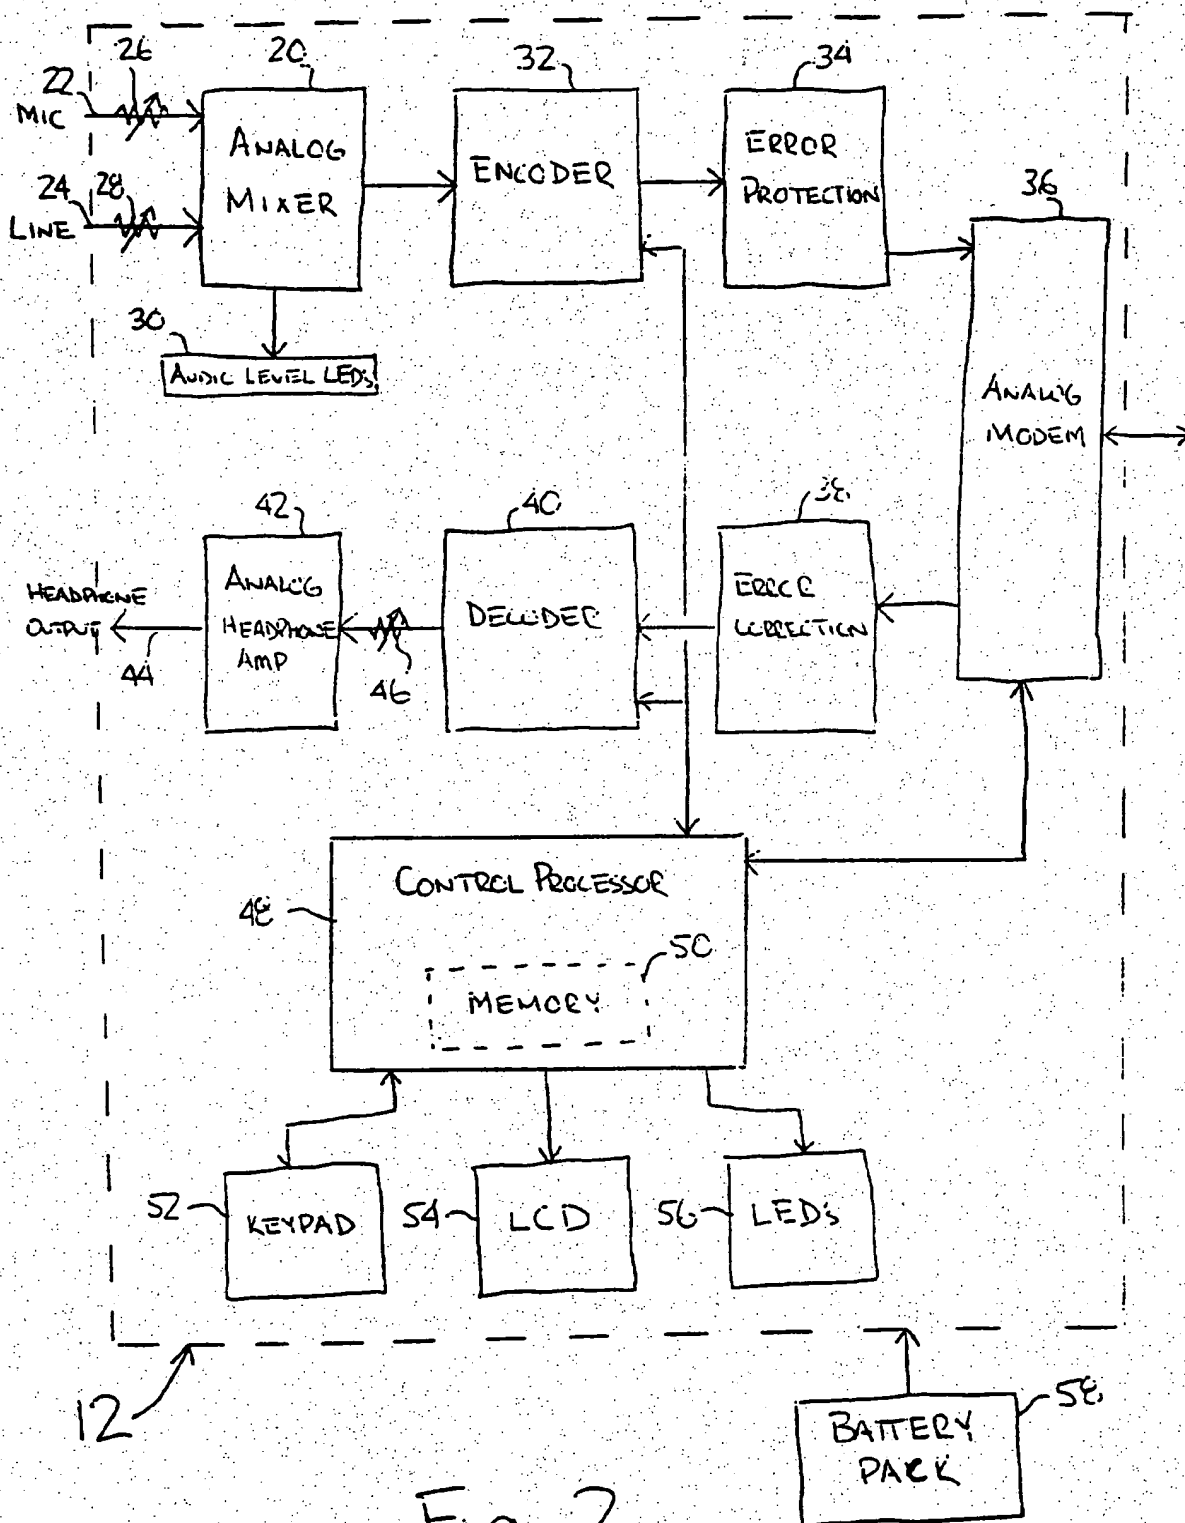 26
20
32
34
22
MIC
ANALOG
MIXER
ENCODER
ERROR
PROTECTION
24
28
LINE
36
30
AUDIO LEVEL LEDs
ANALOG
MODEM
42
40
38
HEADPHONE
OUTPUT
44
ANALOG
HEADPHONE
AMP
46
DECODER
ERROR
CORRECTION
CONTROL PROCESSOR
48
50
MEMORY
52
KEYPAD
54
LCD
56
LEDs
12
58
BATTERY
PACK
Fig. 2